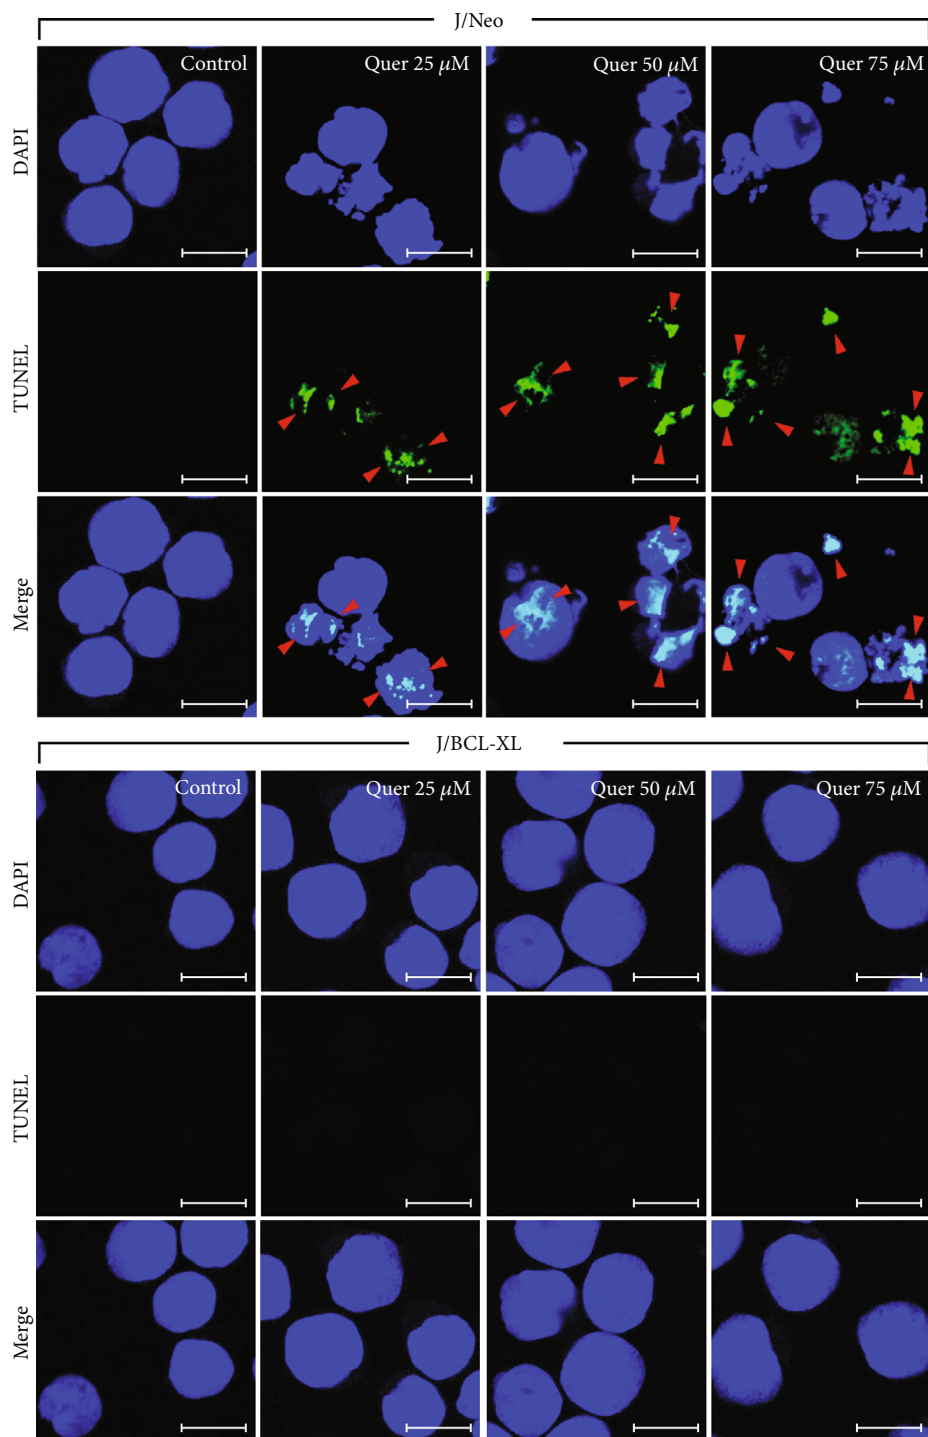 J/Neo
Control
Quer 25 μM
Quer 50 μM
Quer 75 μM
DAPI
TUNEL
Merge
J/BCL-XL
Control
Quer 25 μM
Quer 50 μM
Quer 75 μM
DAPI
TUNEL
Merge